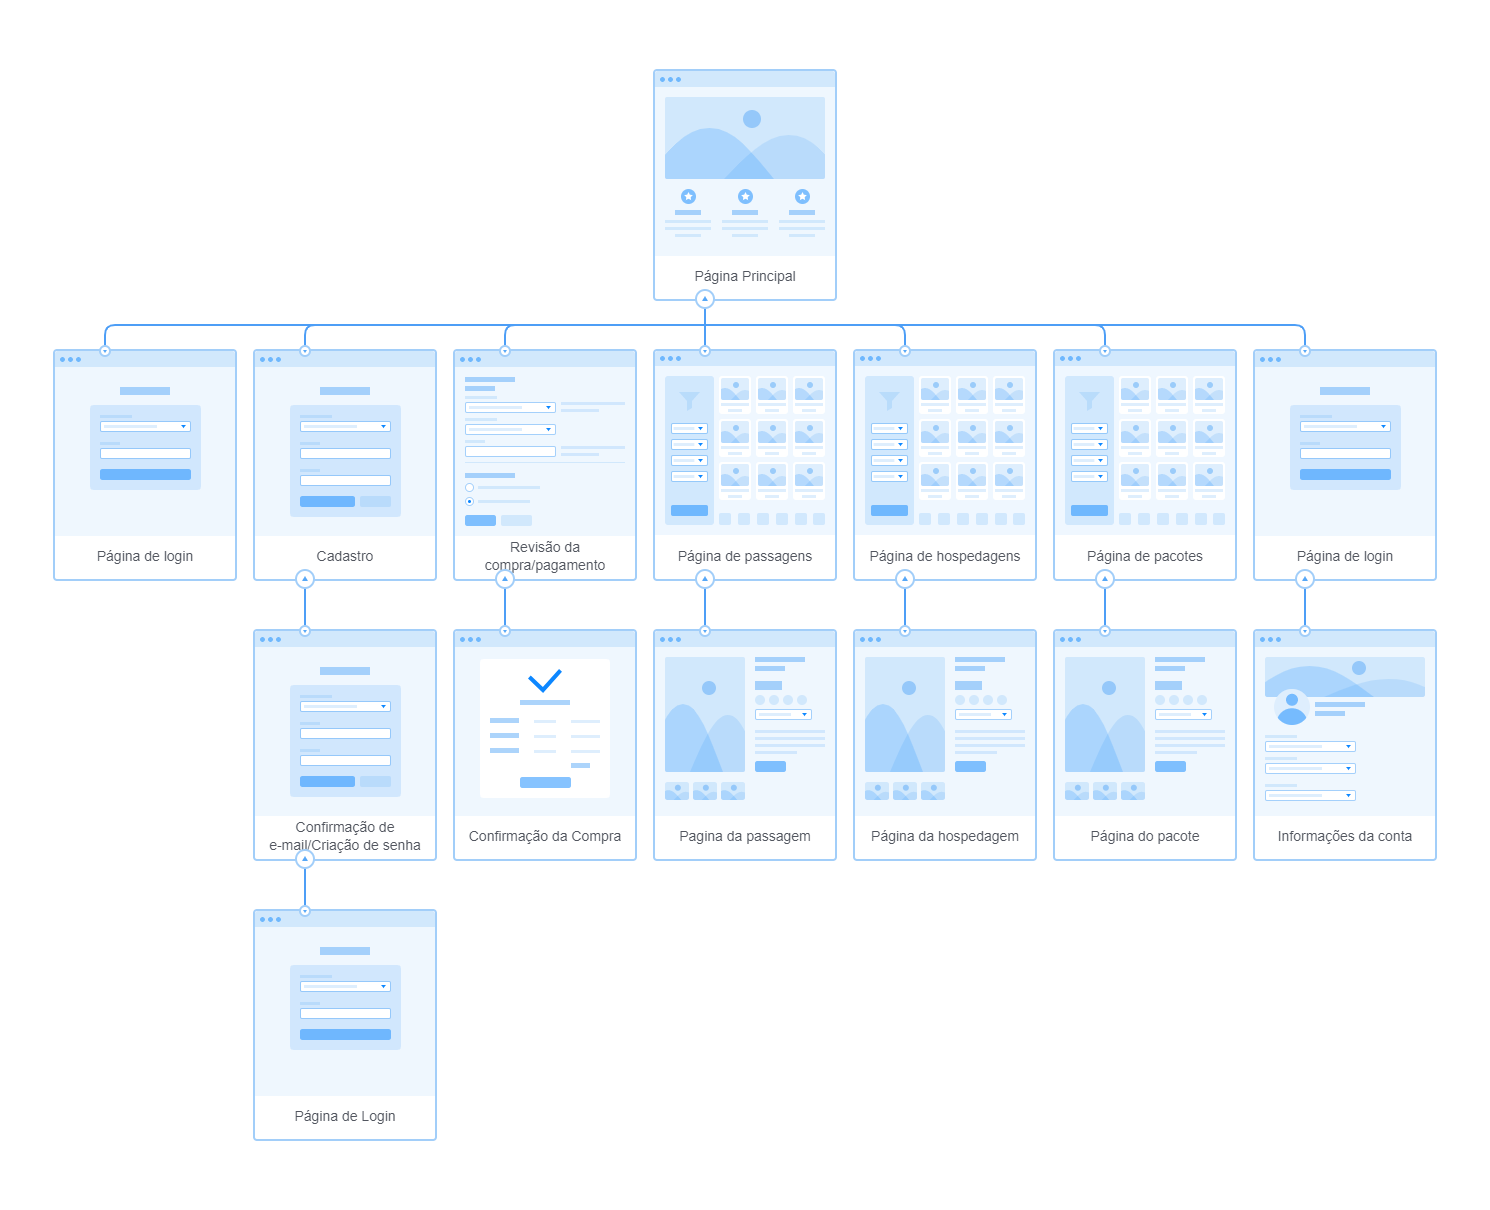 Página Principal
Página de login
Cadastro
Revisão da
compra/pagamento
Página de passagens
Página de hospedagens
Página de pacotes
Página de login
Confirmação de
e-mail/Criação de senha
Confirmação da Compra
Pagina da passagem
Página da hospedagem
Página do pacote
Informações da conta
Página de Login